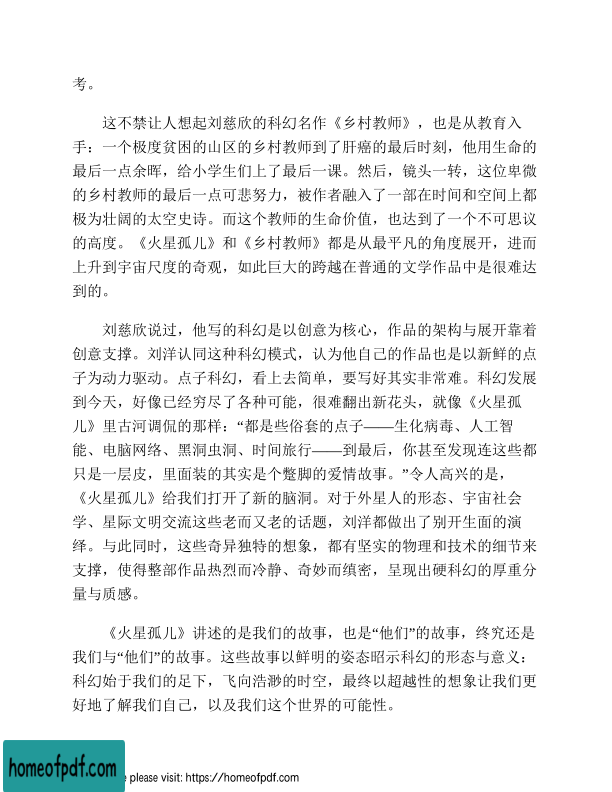 考。
这不禁让人想起刘慈欣的科幻名作《乡村教师》，也是从教育入
手：一个极度贫困的山区的乡村教师到了肝癌的最后时刻，他用生命的
最后一点余晖，给小学生们上了最后一课。然后，镜头一转，这位卑微
的乡村教师的最后一点可悲努力，被作者融入了一部在时间和空间上都
极为壮阔的太空史诗。而这个教师的生命价值，也达到了一个不可思议
的高度。《火星孤儿》和《乡村教师》都是从最平凡的角度展开，进而
上升到宇宙尺度的奇观，如此巨大的跨越在普通的文学作品中是很难达
到的。
刘慈欣说过，他写的科幻是以创意为核心，作品的架构与展开靠着
创意支撑。刘洋认同这种科幻模式，认为他自己的作品也是以新鲜的点
子为动力驱动。点子科幻，看上去简单，要写好其实非常难。科幻发展
到今天，好像已经穷尽了各种可能，很难翻出新花头，就像《火星孤
儿》里古河调侃的那样：“都是些俗套的点子——生化病毒、人工智
能、电脑网络、黑洞虫洞、时间旅行——到最后，你甚至发现连这些都
只是一层皮，里面装的其实是个蹩脚的爱情故事。”令人高兴的是，
《火星孤儿》给我们打开了新的脑洞。对于外星人的形态、宇宙社会
学、星际文明交流这些老而又老的话题，刘洋都做出了别开生面的演
绎。与此同时，这些奇异独特的想象，都有坚实的物理和技术的细节来
支撑，使得整部作品热烈而冷静、奇妙而缜密，呈现出硬科幻的厚重分
量与质感。
《火星孤儿》讲述的是我们的故事，也是“他们”的故事，终究还是
我们与“他们”的故事。这些故事以鲜明的姿态昭示科幻的形态与意义：
科幻始于我们的足下，飞向浩渺的时空，最终以超越性的想象让我们更
好地了解我们自己，以及我们这个世界的可能性。
homeofpdf.com
e please visit: https://homeofpdf.com